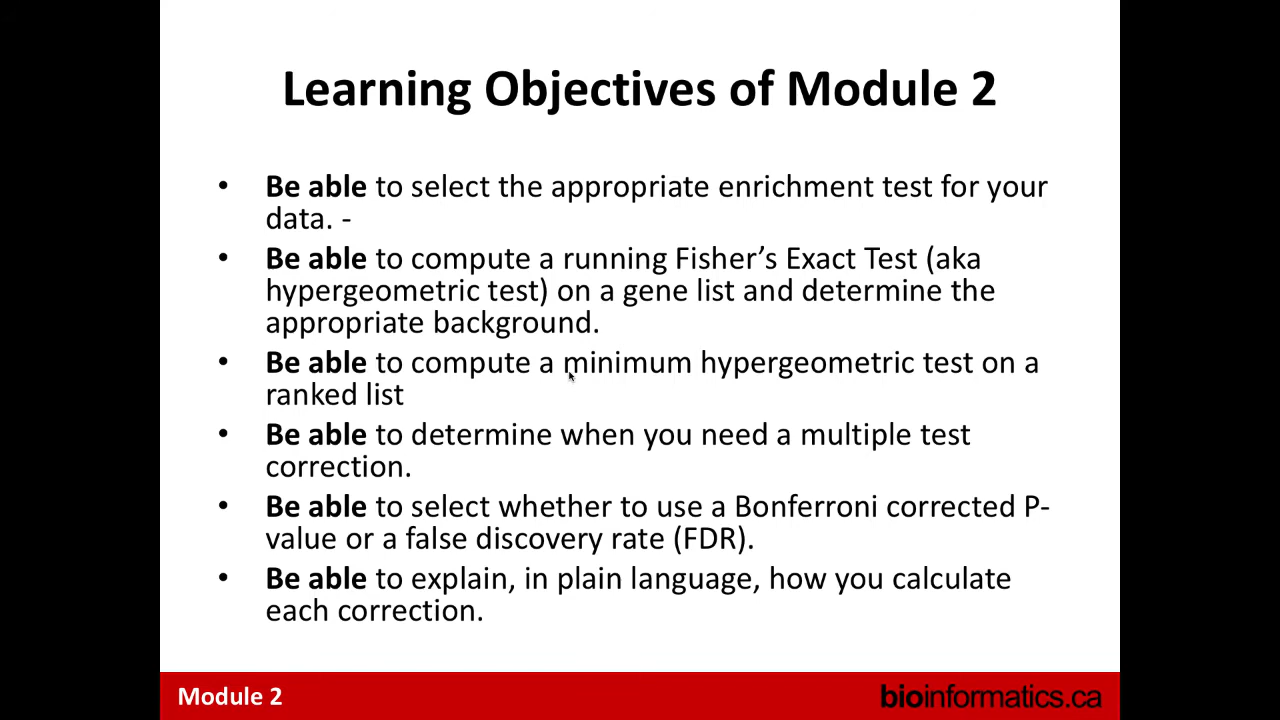 Learning Objectives of Module 2
• Be able to select the appropriate enrichment test for your
data. -
• Be able to compute a running Fisher’s Exact Test (aka
hypergeometric test) on a gene list and determine the
appropriate background.
• Be able to compute a minimum hypergeometric test on a
ranked list
• Be able to determine when you need a multiple test
correction.
• Be able to select whether to use a Bonferroni corrected P-
value or a false discovery rate (FDR).
• Be able to explain, in plain language, how you calculate
each correction.
Module 2
bioinformatics.ca